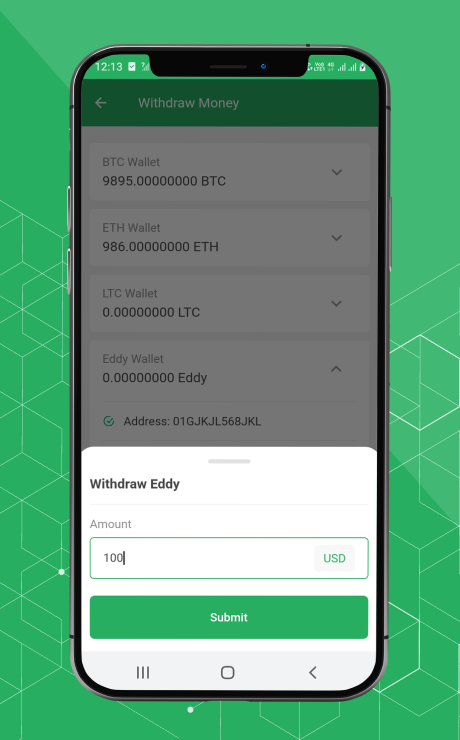 12:13
Withdraw Money
BTC Wallet
9895.00000000 BTC
ETH Wallet
986.00000000 ETH
LTC Wallet
0.00000000 LTC
Eddy Wallet
0.00000000 Eddy
Address: 01GJKJL568JKL
Withdraw Eddy
Amount
100
USD
Submit